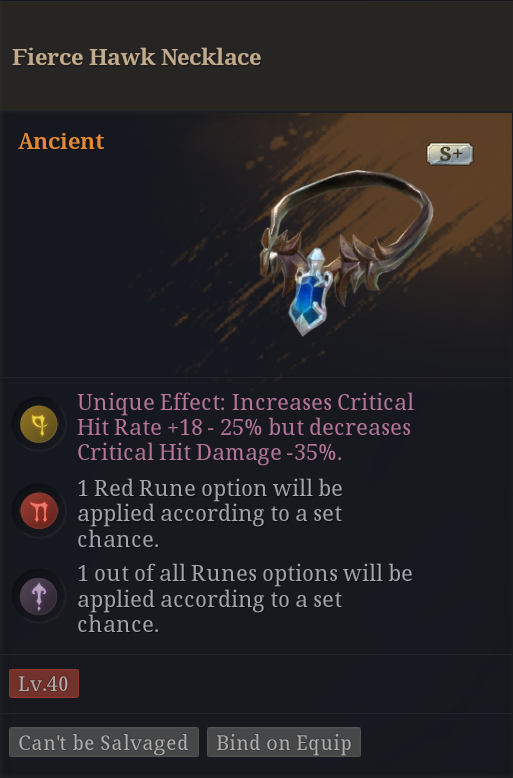 Fierce Hawk Necklace
Ancient
S+
Unique Effect: Increases Critical
Hit Rate +18 - 25% but decreases
Critical Hit Damage -35%.
1 Red Rune option will be
applied according to a set
chance.
1 out of all Runes options will be
applied according to a set
chance.
Lv.40
Can't be Salvaged
Bind on Equip